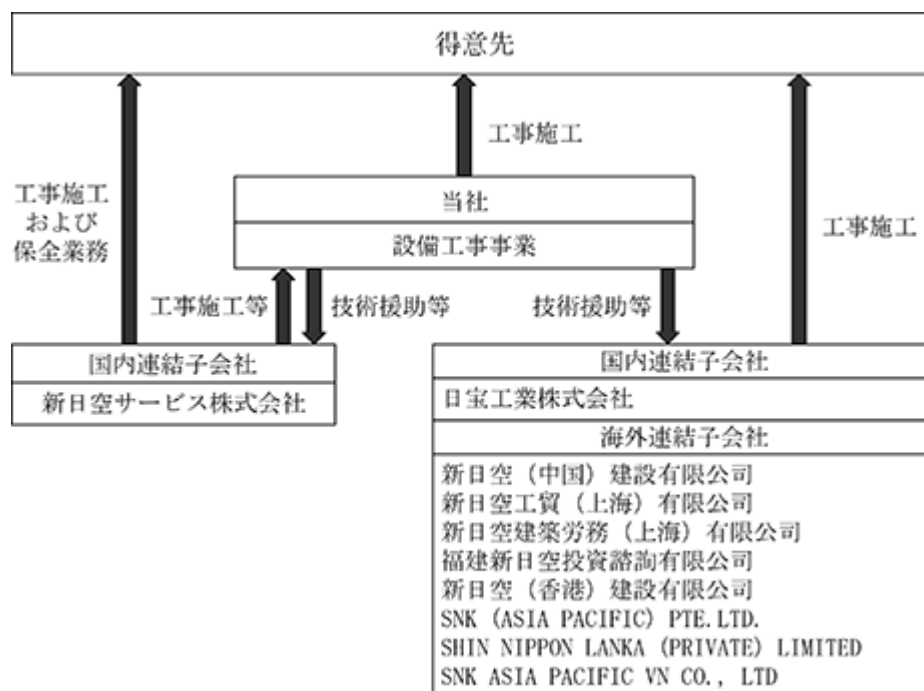 得意先
工事施工
工事施工
および
保全業務
当社
設備工事事業
工事施工
工事施工等
技術援助等
技術援助等
国内連結子会社
新日空サービス株式会社
国内連結子会社
日宝工業株式会社
海外連結子会社
新日空（中国）建設有限公司
新日空工貿（上海）有限公司
新日空建築労務（上海）有限公司
福建新日空投資諮詢有限公司
新日空（香港）建設有限公司
SNK (ASIA PACIFIC) PTE.LTD.
SHIN NIPPON LANKA (PRIVATE) LIMITED
SNK ASIA PACIFIC VN CO., LTD